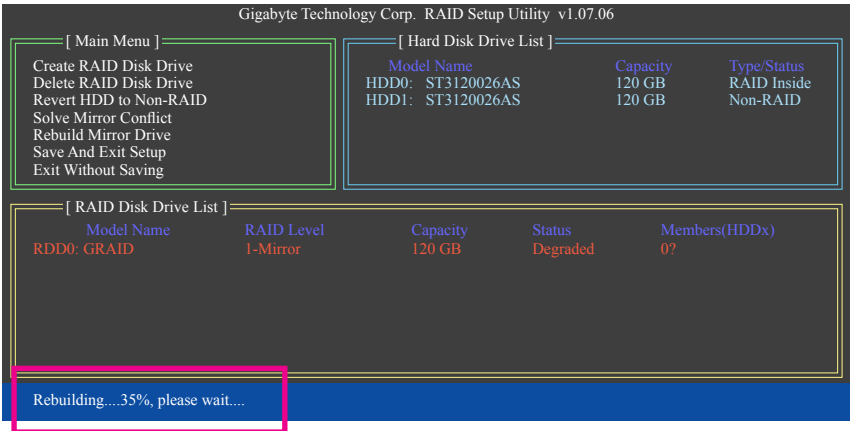 Gigabyte Technology Corp. RAID Setup Utility v1.07.06
[ Main Menu ]
Create RAID Disk Drive
Delete RAID Disk Drive
Revert HDD to Non-RAID
Solve Mirror Conflict
Rebuild Mirror Drive
Save And Exit Setup
Exit Without Saving
[ Hard Disk Drive List ]
Model Name Capacity Type/Status
HDD0: ST3120026AS 120 GB RAID Inside
HDD1: ST3120026AS 120 GB Non-RAID
[ RAID Disk Drive List ]
Model Name RAID Level Capacity Status Members(HDDx)
RDD0: GRAID 1-Mirror 120 GB Degraded 0?
Rebuilding....35%, please wait....